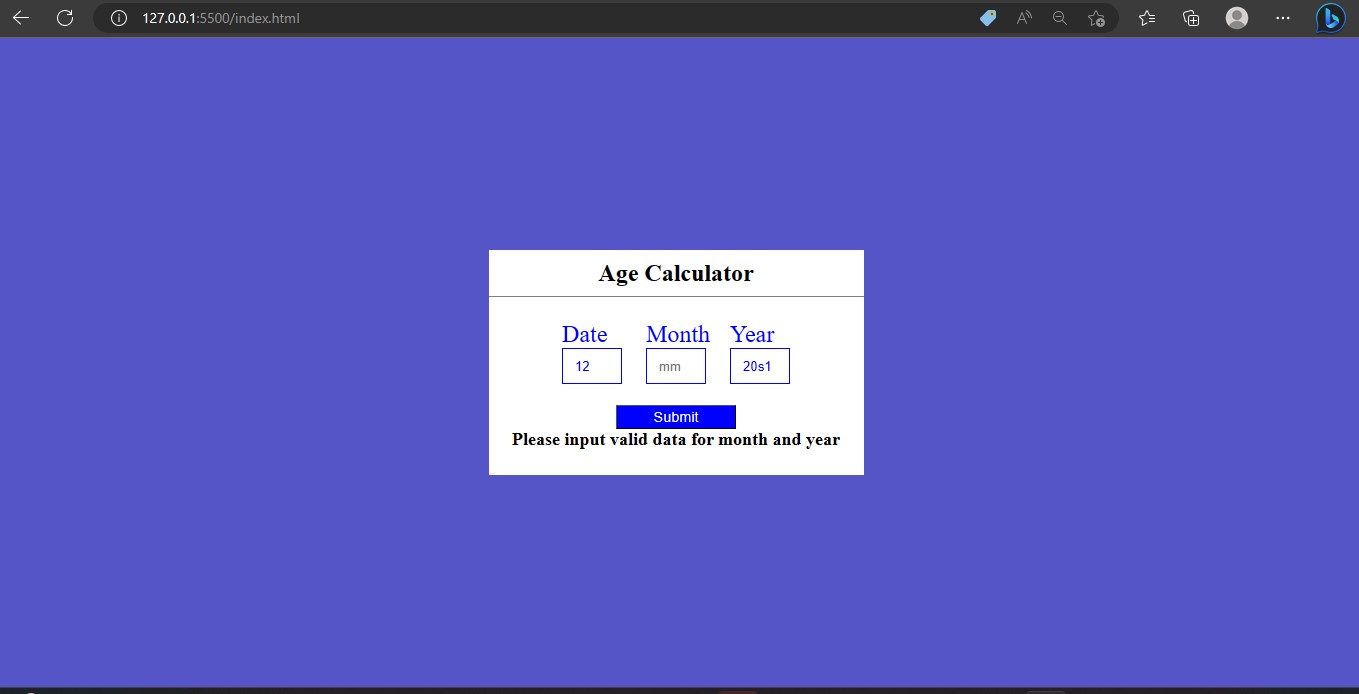 127.0.0.1:5500/index.html
Age Calculator
Date Month Year
12 mm 20s1
Submit
Please input valid data for month and year